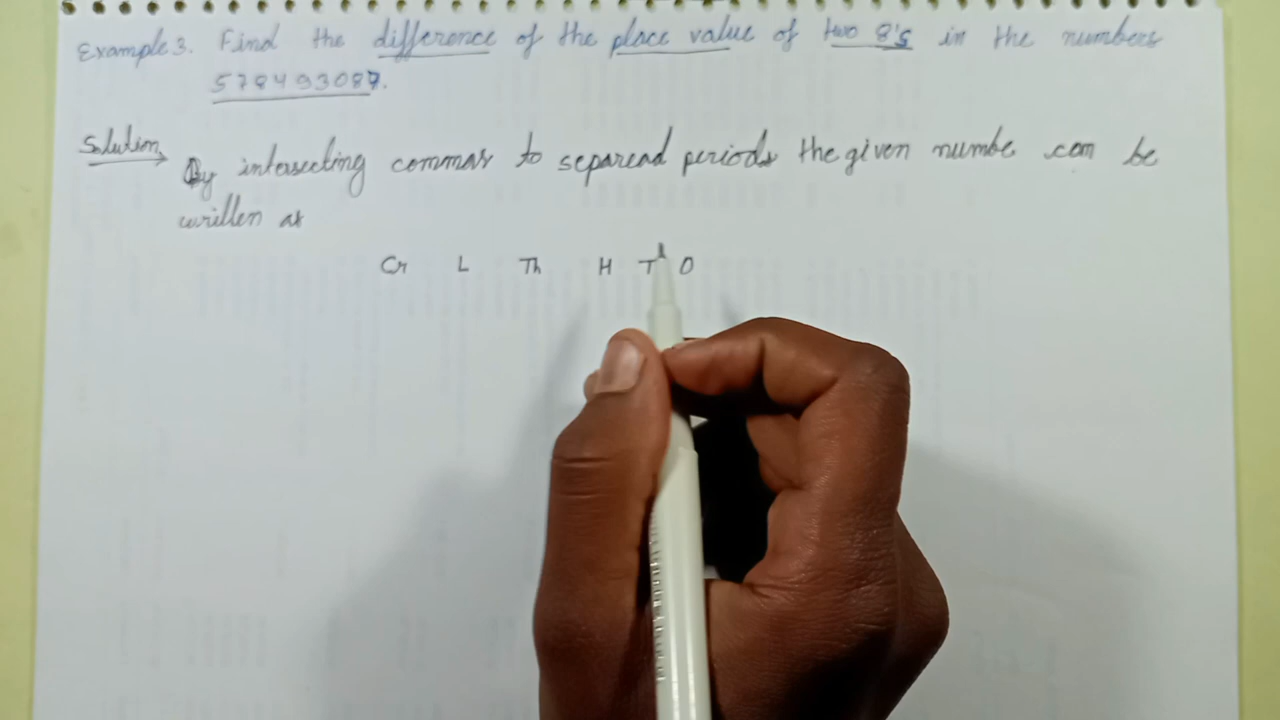 Example 3. Find the difference of the place value of two 8's in the numbers
578493087.
Solution
By intersecting commas to separead periods the given numbe can be
written as
Cr L Th H T O